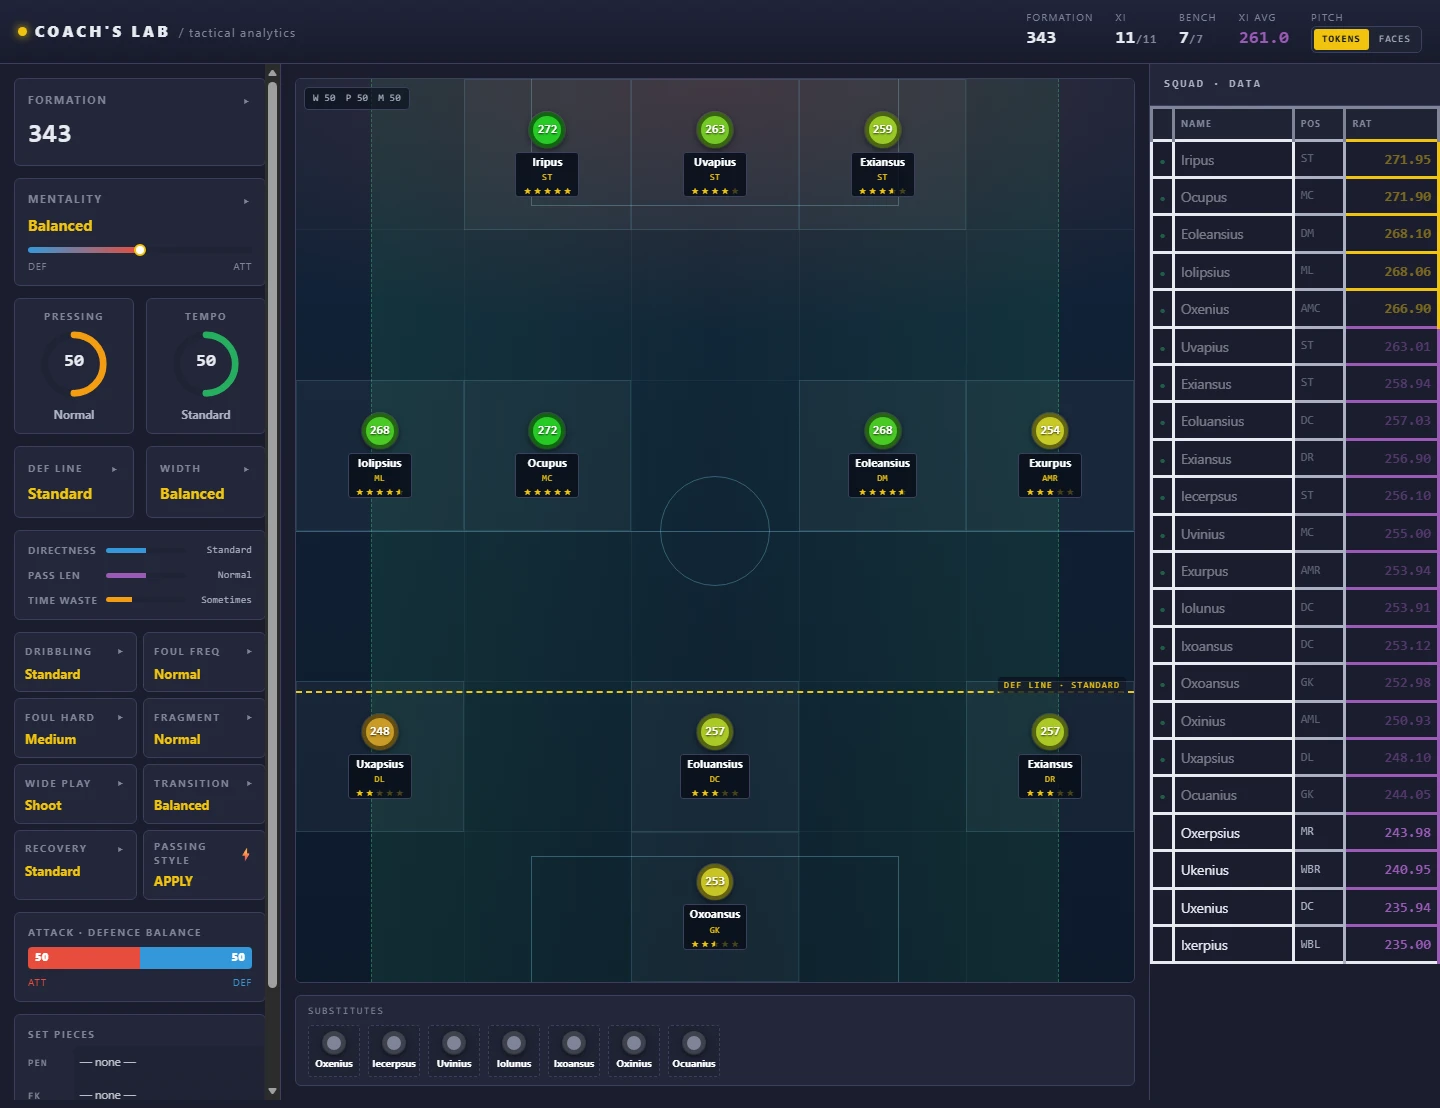 COACH'S LAB / tactical analytics
FORMATION XI BENCH XI AVG PITCH
343 11/11 7/7 261.0 TOKENS FACES
FORMATION
343
MENTALITY
Balanced
DEF ATT
PRESSING TEMPO
50 50
Normal Standard
DEF LINE WIDTH
Standard Balanced
DIRECTNESS Standard
PASS LEN Normal
TIME WASTE Sometimes
DRIBBLING FOUL FREQ
Standard Normal
FOUL HARD FRAGMENT
Medium Normal
WIDE PLAY TRANSITION
Shoot Balanced
RECOVERY PASSING STYLE
Standard APPLY
ATTACK · DEFENCE BALANCE
50 50
ATT DEF
SET PIECES
PEN — none —
FK — none —
W 50 P 50 M 50
272 263 259
Iripus Uvapius Exiansus
ST ST ST
268 272 268 254
Iolipsius Ocupus Eoleansius Exurpus
ML MC DM AMR
DEF LINE · STANDARD
248 257 257
Uxapsius Eoluansius Exiansus
DL DC DR
253
Oxoansus
GK
SUBSTITUTES
Oxenius Iecerpsus Uvinius Iolunus Ixoansus Oxinius Ocuanius
SQUAD · DATA
NAME POS RAT
Iripus ST 271.95
Ocupus MC 271.90
Eoleansius DM 268.10
Iolipsius ML 268.06
Oxenius AMC 266.90
Uvapius ST 263.01
Exiansus ST 258.94
Eoluansius DC 257.03
Exiansus DR 256.90
Iecerpsus ST 256.10
Uvinius MC 255.00
Exurpus AMR 253.94
Iolunus DC 253.91
Ixoansus DC 253.12
Oxoansus GK 252.98
Oxinius AML 250.93
Uxapsius DL 248.10
Ocuanius GK 244.05
Oxerpsius MR 243.98
Ukenius WBR 240.95
Uxenius DC 235.94
Ixerpius WBL 235.00